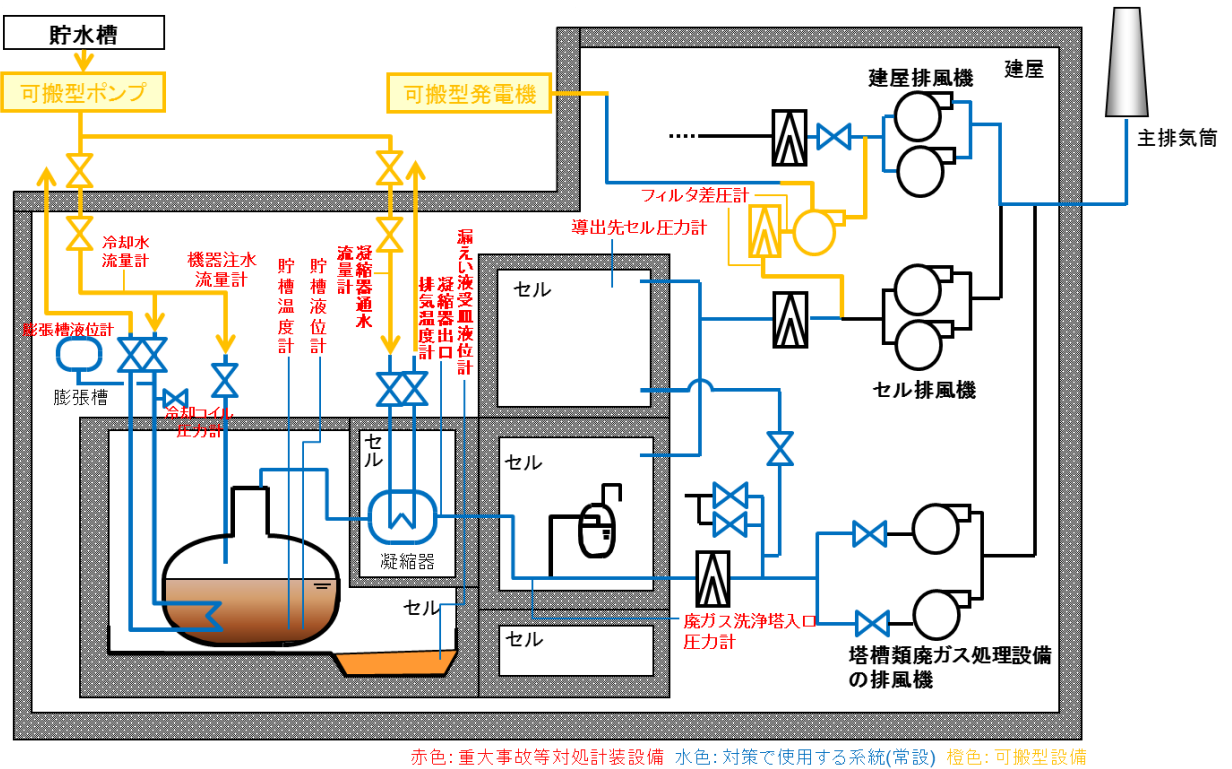 貯水槽
可搬型ポンプ
可搬型発電機
建屋排風機
建屋
主排気筒
フィルタ差圧計
導出先セル圧力計
冷却水
流量計
機器注水
流量計
貯槽温度計
貯槽液位計
凝縮器通水
流量計
凝縮器出口
排気温度計
漏えい液受皿液位計
膨張槽液位計
膨張槽
冷却コイル
圧力計
セル
セル
セル
セル排風機
凝縮器
セル
セル
廃ガス洗浄塔入口
圧力計
塔槽類廃ガス処理設備
の排風機
赤色：重大事故等対処計装設備 水色：対策で使用する系統(常設) 橙色：可搬型設備